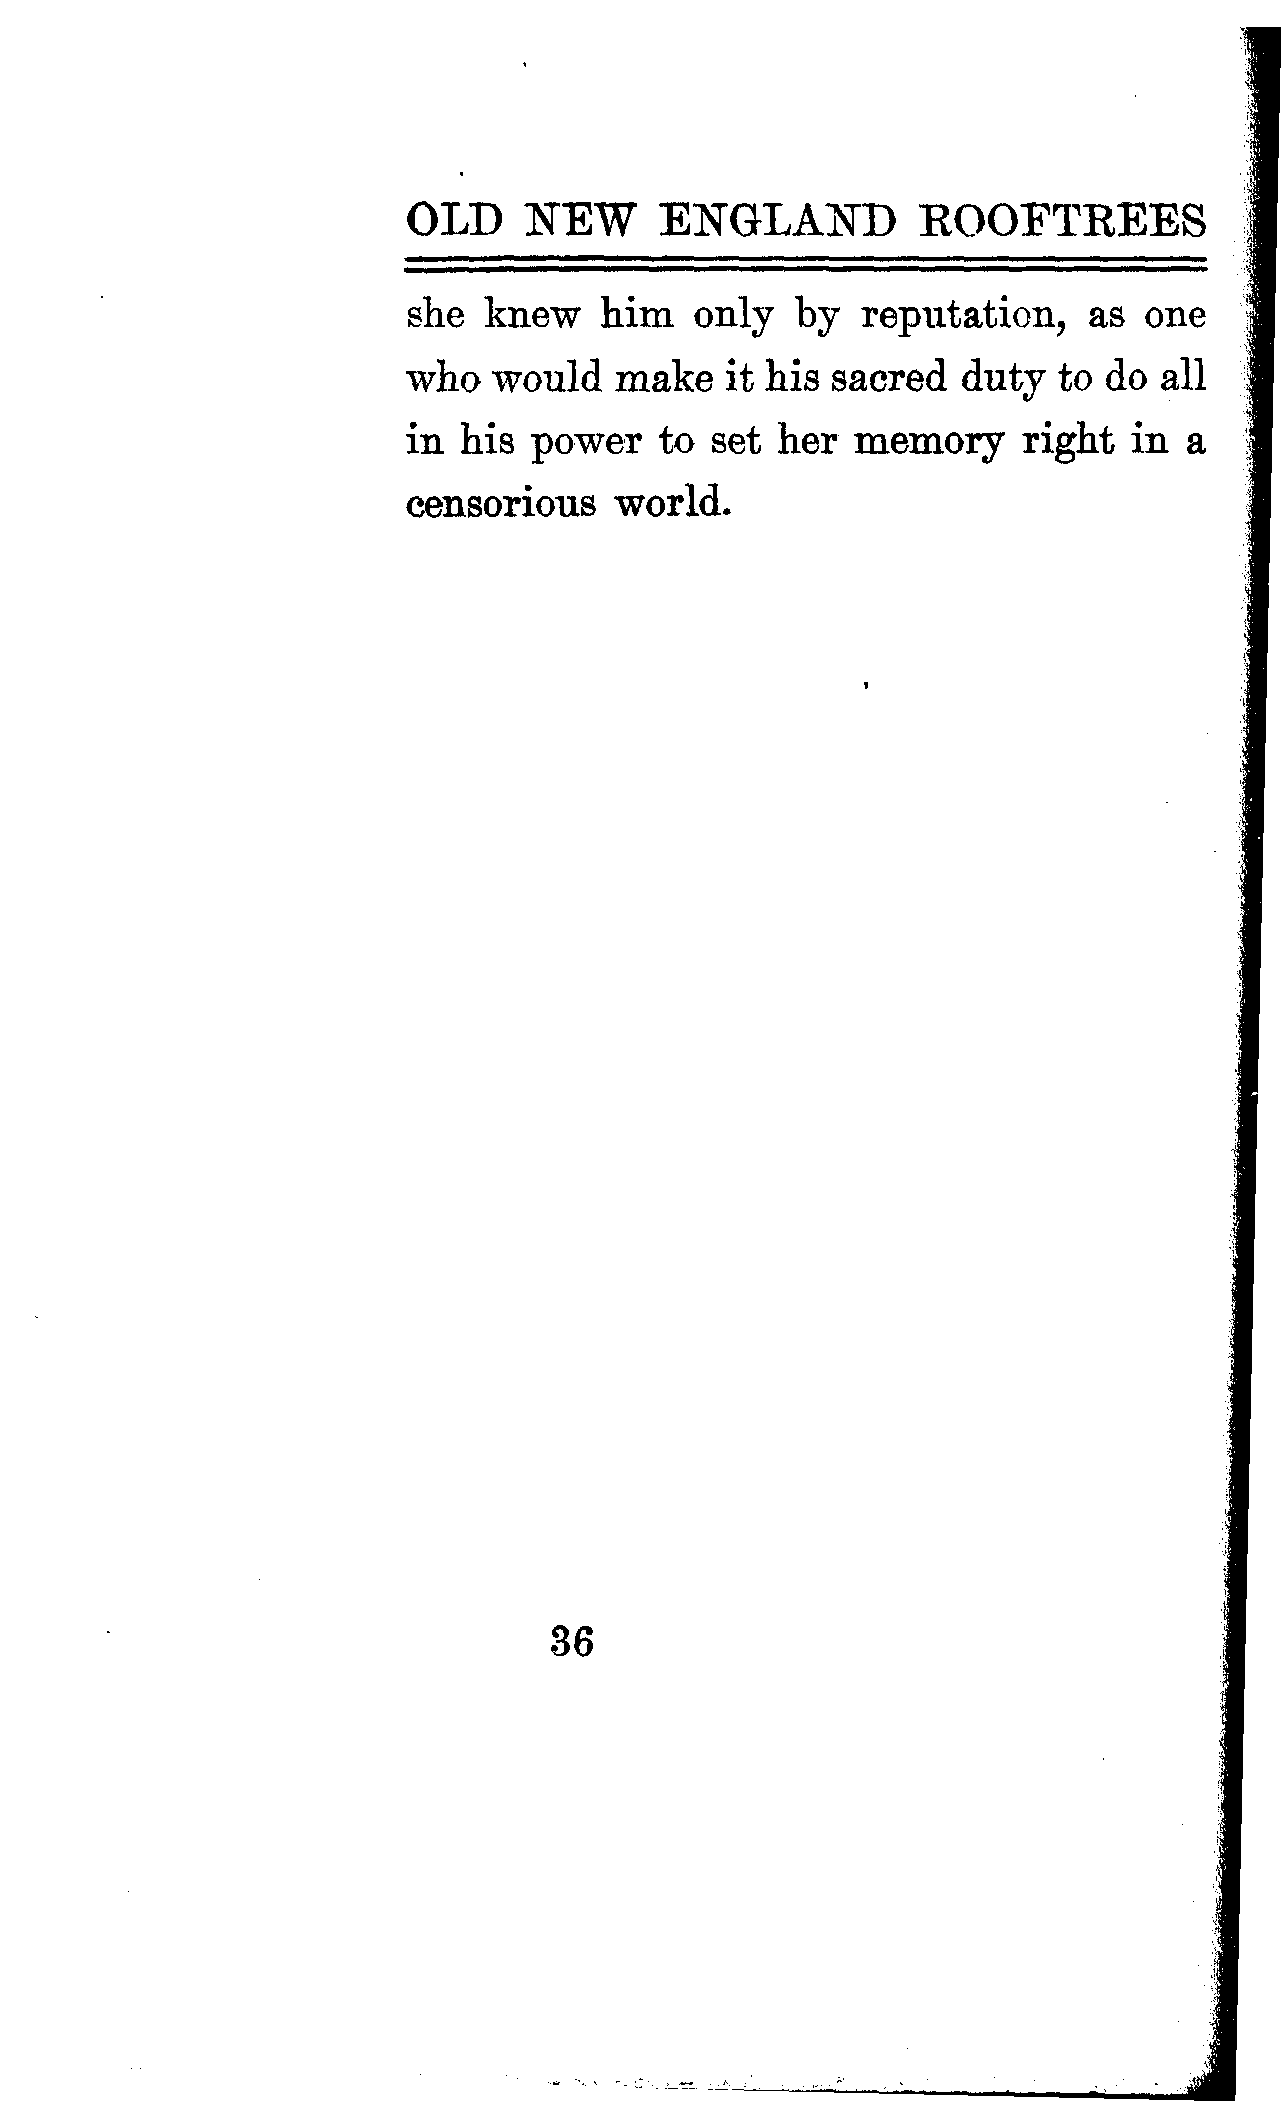 OLD NEW ENGLAND ROOFTREES
she knew him only by reputation, as one
who would make it his sacred duty to do all
in his power to set her memory right in a
censorious world.
36